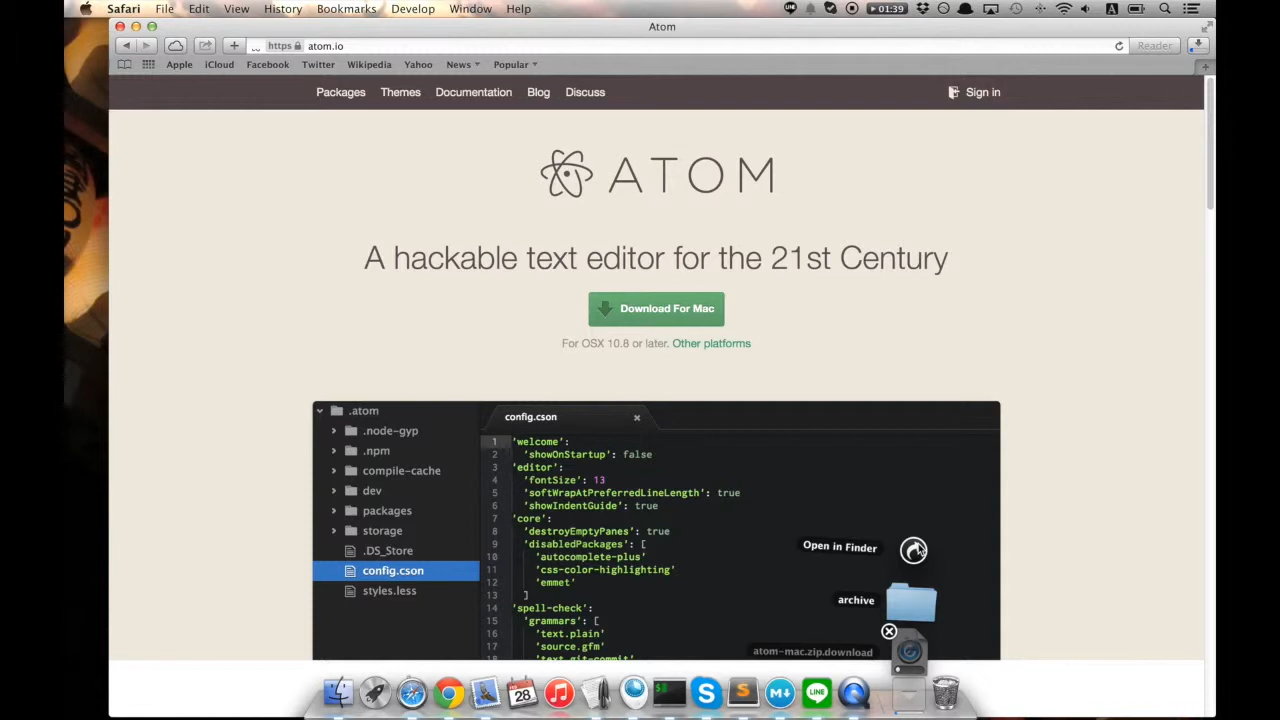 Safari File Edit View History Bookmarks Develop Window Help 01:39 A
Atom
https atom.io Reader
Apple iCloud Facebook Twitter Wikipedia Yahoo News Popular
Packages Themes Documentation Blog Discuss Sign in
ATOM
A hackable text editor for the 21st Century
Download For Mac
For OSX 10.8 or later. Other platforms
.atom
.node-gyp
.npm
compile-cache
dev
packages
storage
.DS_Store
config.cson
styles.less
config.cson
1 'welcome':
2 'showOnStartup': false
3 'editor':
4 'fontSize': 13
5 'softWrapAtPreferredLineLength': true
6 'showIndentGuide': true
7 'core':
8 'destroyEmptyPanes': true
9 'disabledPackages': [
10 'autocomplete-plus'
11 'css-color-highlighting'
12 'emmet'
13 ]
14 'spell-check':
15 'grammars': [
16 'text.plain'
17 'source.gfm'
18 'text.git-commit'
Open in Finder
archive
atom-mac.zip.download
28
S
S
M
LINE